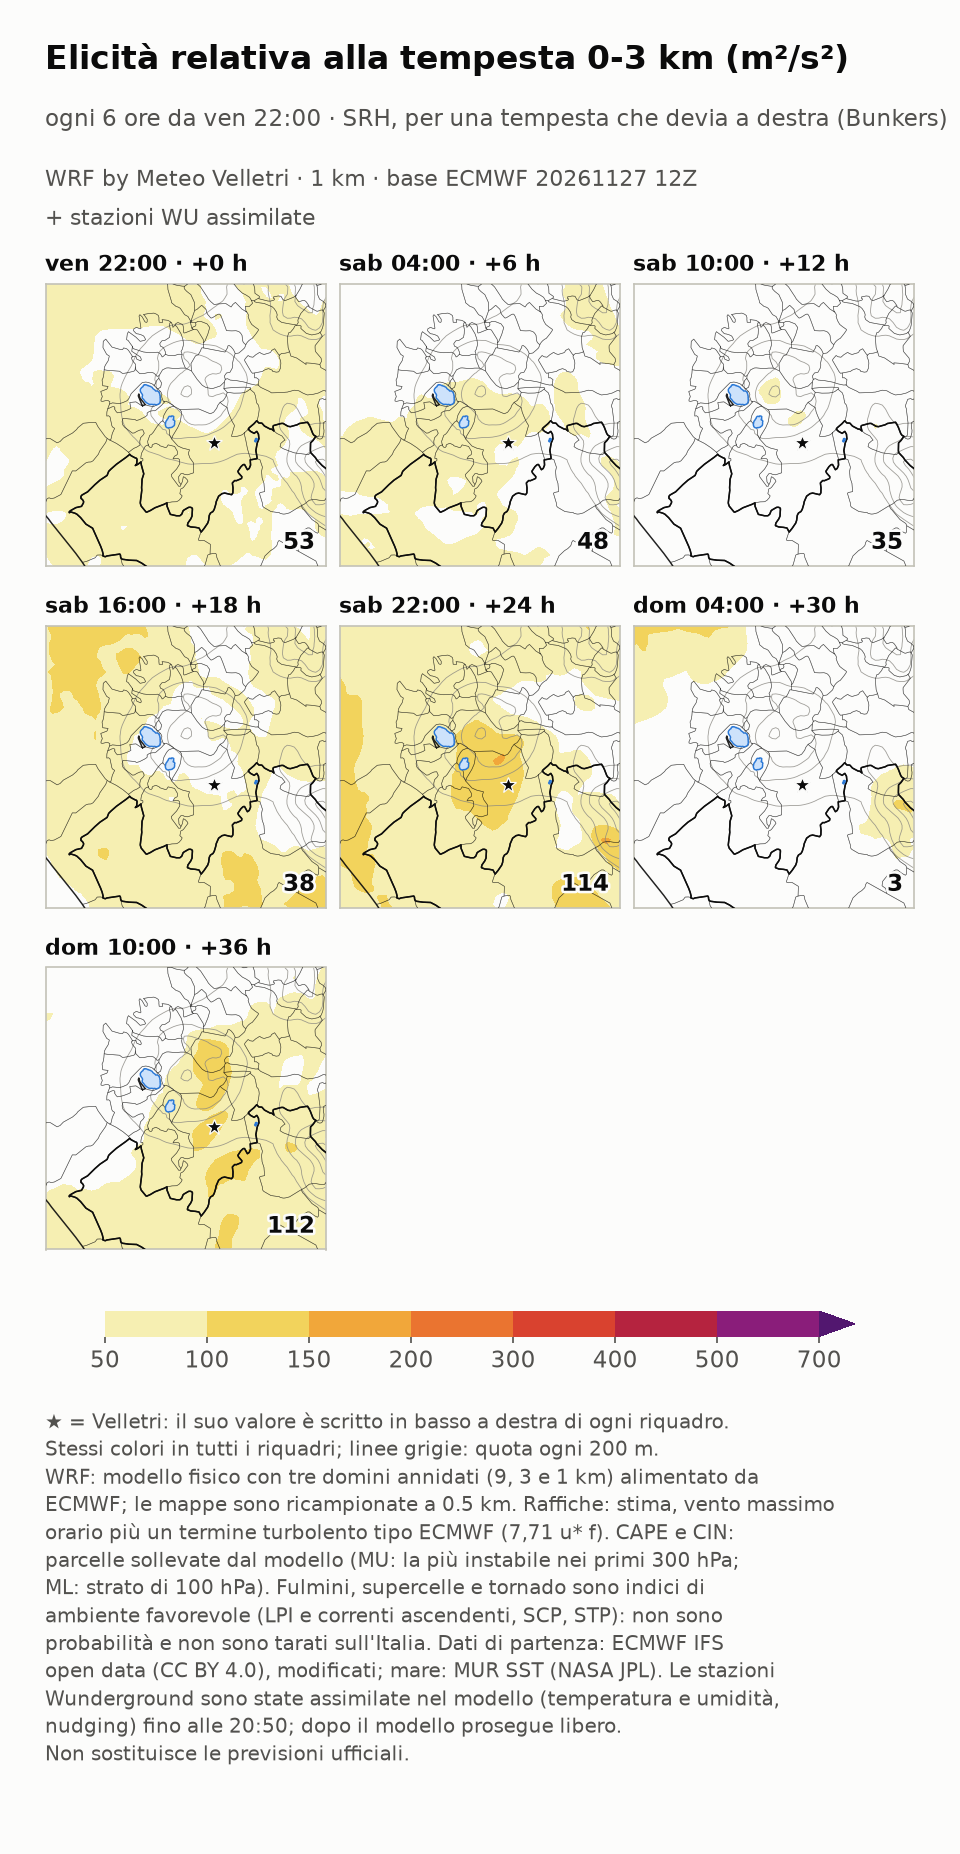 Elicità relativa alla tempesta 0-3 km (m²/s²)
ogni 6 ore da ven 22:00 · SRH, per una tempesta che devia a destra (Bunkers)
WRF by Meteo Velletri · 1 km · base ECMWF 20261127 12Z
+ stazioni WU assimilate
ven 22:00 · +0 h
sab 04:00 · +6 h
sab 10:00 · +12 h
53
48
35
sab 16:00 · +18 h
sab 22:00 · +24 h
dom 04:00 · +30 h
38
114
3
dom 10:00 · +36 h
112
50 100 150 200 300 400 500 700
★ = Velletri: il suo valore è scritto in basso a destra di ogni riquadro.
Stessi colori in tutti i riquadri; linee grigie: quota ogni 200 m.
WRF: modello fisico con tre domini annidati (9, 3 e 1 km) alimentato da
ECMWF; le mappe sono ricampionate a 0.5 km. Raffiche: stima, vento massimo
orario più un termine turbolento tipo ECMWF (7,71 u* f). CAPE e CIN:
parcelle sollevate dal modello (MU: la più instabile nei primi 300 hPa;
ML: strato di 100 hPa). Fulmini, supercelle e tornado sono indici di
ambiente favorevole (LPI e correnti ascendenti, SCP, STP): non sono
probabilità e non sono tarati sull'Italia. Dati di partenza: ECMWF IFS
open data (CC BY 4.0), modificati; mare: MUR SST (NASA JPL). Le stazioni
Wunderground sono state assimilate nel modello (temperatura e umidità,
nudging) fino alle 20:50; dopo il modello prosegue libero.
Non sostituisce le previsioni ufficiali.